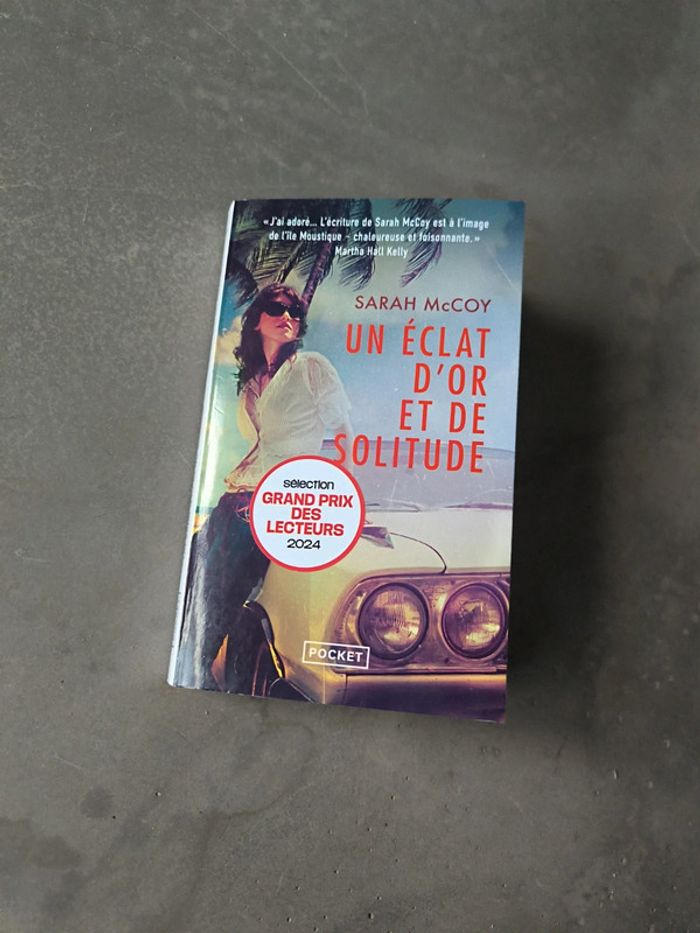 «J'ai adoré... L'écriture de Sarah McCoy est à l'image
de l'île Moustique – chaleureuse et foisonnante.»
Martha Hall Kelly
SARAH McCOY
UN ÉCLAT
D'OR
ET DE
SOLITUDE
sélection
GRAND PRIX
DES
LECTEURS
2024
POCKET